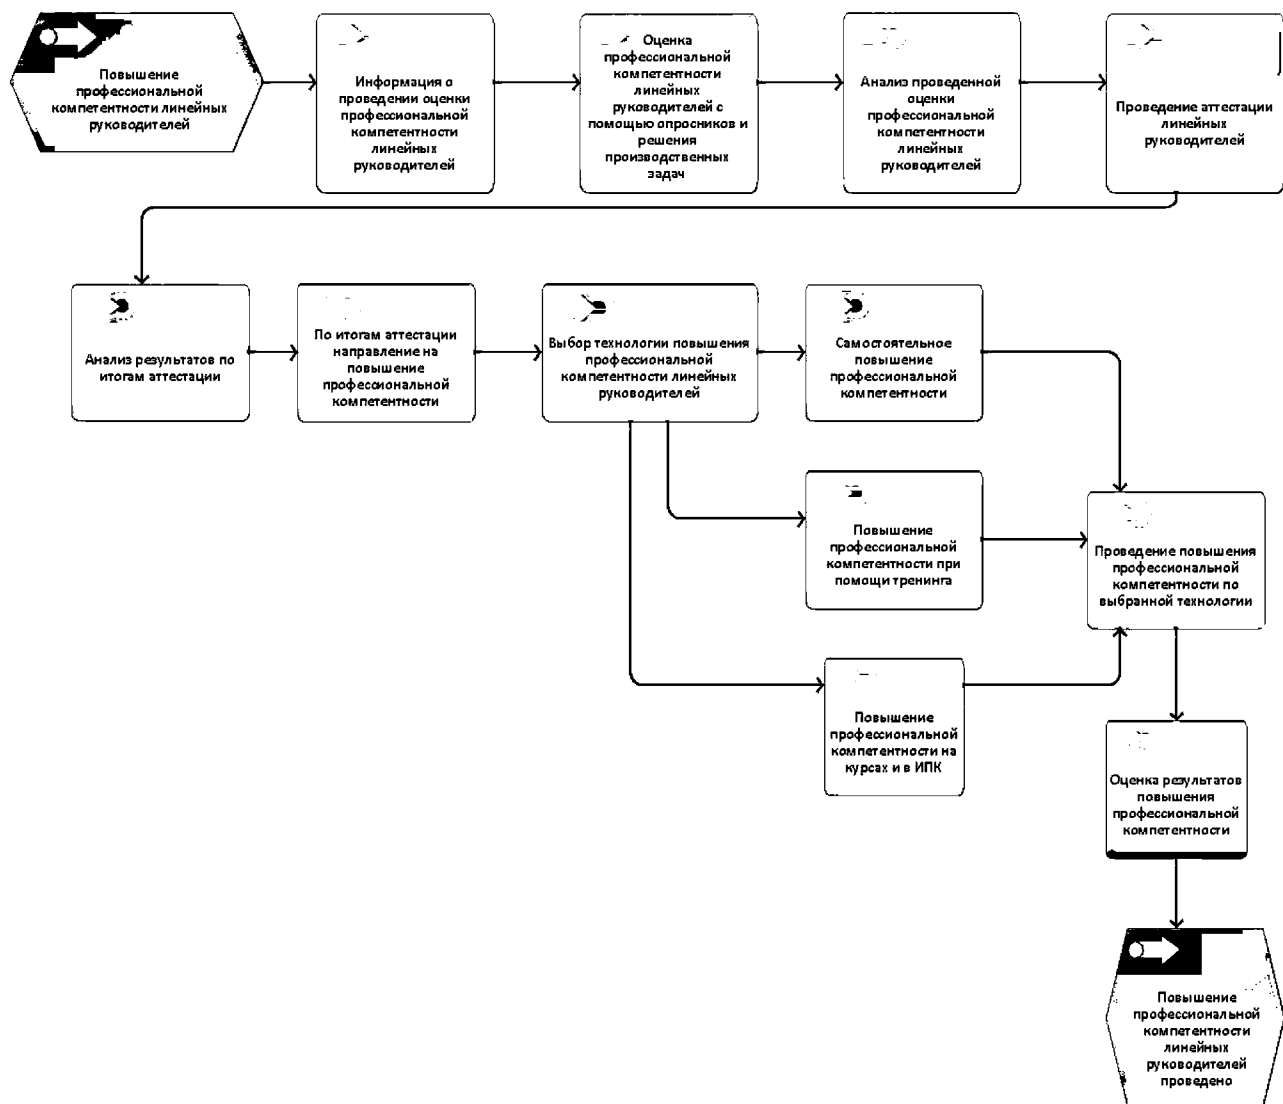 Повышение
профессиональной
компетентности линейных
руководителей
Информация о
проведении оценки
профессиональной
компетентности
линейных
руководителей
Оценка
профессиональной
компетентности
линейных
руководителей с
помощью опросников и
решения
производственных
задач
Анализ проведенной
оценки
профессиональной
компетентности
линейных
руководителей
Проведение аттестации
линейных
руководителей
Анализ результатов по
итогам аттестации
По итогам аттестации
направление на
повышение
профессиональной
компетентности
Выбор технологии повышения
профессиональной
компетентности линейных
руководителей
Самостоятельное
повышение
профессиональной
компетентности
Повышение
профессиональной
компетентности при
помощи тренинга
Проведение повышения
профессиональной
компетентности по
выбранной технологии
Повышение
профессиональной
компетентности на
курсах и в ИПК
Оценка результатов
повышения
профессиональной
компетентности
Повышение
профессиональной
компетентности
линейных
руководителей
проведено